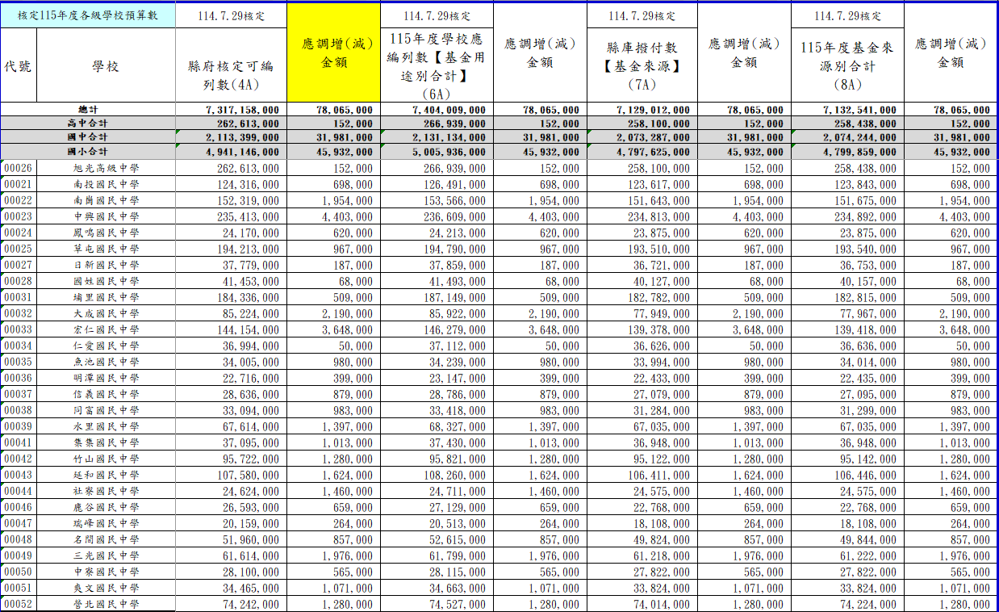 核定115年度各級學校預算數 114.7.29核定 114.7.29核定 114.7.29核定 114.7.29核定
代號 學校 縣府核定可編列數(4A) 應調增(減)金額 115年度學校應編列數【基金用途別合計】(6A) 應調增(減)金額 縣庫撥付數【基金來源】(7A) 應調增(減)金額 115年度基金來源別合計(8A) 應調增(減)金額
總計 7,317,158,000 78,065,000 7,404,009,000 78,065,000 7,129,012,000 78,065,000 7,132,541,000 78,065,000
高中合計 262,613,000 152,000 266,939,000 152,000 258,100,000 152,000 258,438,000 152,000
國中合計 2,113,399,000 31,981,000 2,131,134,000 31,981,000 2,073,287,000 31,981,000 2,074,244,000 31,981,000
國小合計 4,941,146,000 45,932,000 5,005,936,000 45,932,000 4,797,625,000 45,932,000 4,799,859,000 45,932,000
00026 旭光高級中學 262,613,000 152,000 266,939,000 152,000 258,100,000 152,000 258,438,000 152,000
00021 南投國民中學 124,316,000 698,000 126,491,000 698,000 123,617,000 698,000 123,843,000 698,000
00022 南崗國民中學 152,319,000 1,954,000 153,566,000 1,954,000 151,643,000 1,954,000 151,675,000 1,954,000
00023 中興國民中學 235,413,000 4,403,000 236,609,000 4,403,000 234,813,000 4,403,000 234,892,000 4,403,000
00024 鳳鳴國民中學 24,170,000 620,000 24,213,000 620,000 23,875,000 620,000 23,875,000 620,000
00025 草屯國民中學 194,213,000 967,000 194,790,000 967,000 193,510,000 967,000 193,540,000 967,000
00027 日新國民中學 37,779,000 187,000 37,859,000 187,000 36,721,000 187,000 36,753,000 187,000
00028 國姓國民中學 41,453,000 68,000 41,493,000 68,000 40,127,000 68,000 40,157,000 68,000
00031 埔里國民中學 184,336,000 509,000 187,149,000 509,000 182,782,000 509,000 182,815,000 509,000
00032 大成國民中學 85,224,000 2,190,000 85,922,000 2,190,000 77,949,000 2,190,000 77,967,000 2,190,000
00033 宏仁國民中學 144,154,000 3,648,000 146,279,000 3,648,000 139,378,000 3,648,000 139,418,000 3,648,000
00034 仁愛國民中學 36,994,000 50,000 37,112,000 50,000 36,626,000 50,000 36,636,000 50,000
00035 魚池國民中學 34,005,000 980,000 34,239,000 980,000 33,994,000 980,000 34,014,000 980,000
00036 明潭國民中學 22,716,000 399,000 23,147,000 399,000 22,433,000 399,000 22,435,000 399,000
00037 信義國民中學 28,636,000 879,000 28,786,000 879,000 27,079,000 879,000 27,095,000 879,000
00038 同富國民中學 33,094,000 983,000 33,418,000 983,000 31,284,000 983,000 31,299,000 983,000
00039 水里國民中學 67,614,000 1,397,000 68,327,000 1,397,000 67,035,000 1,397,000 67,035,000 1,397,000
00041 集集國民中學 37,095,000 1,013,000 37,430,000 1,013,000 36,948,000 1,013,000 36,948,000 1,013,000
00042 竹山國民中學 95,722,000 1,280,000 95,821,000 1,280,000 95,122,000 1,280,000 95,142,000 1,280,000
00043 延和國民中學 107,580,000 1,624,000 108,260,000 1,624,000 106,411,000 1,624,000 106,446,000 1,624,000
00044 社寮國民中學 24,624,000 1,460,000 24,711,000 1,460,000 24,575,000 1,460,000 24,575,000 1,460,000
00046 鹿谷國民中學 26,593,000 659,000 27,129,000 659,000 22,768,000 659,000 22,768,000 659,000
00047 瑞峰國民中學 20,159,000 264,000 20,513,000 264,000 18,108,000 264,000 18,108,000 264,000
00048 名間國民中學 51,960,000 857,000 52,615,000 857,000 49,824,000 857,000 49,844,000 857,000
00049 三光國民中學 61,614,000 1,976,000 61,799,000 1,976,000 61,218,000 1,976,000 61,222,000 1,976,000
00050 中寮國民中學 28,100,000 565,000 28,115,000 565,000 27,822,000 565,000 27,822,000 565,000
00051 爽文國民中學 34,465,000 1,071,000 34,663,000 1,071,000 33,824,000 1,071,000 33,824,000 1,071,000
00052 營北國民中學 74,242,000 1,280,000 74,527,000 1,280,000 74,014,000 1,280,000 74,224,000 1,280,000